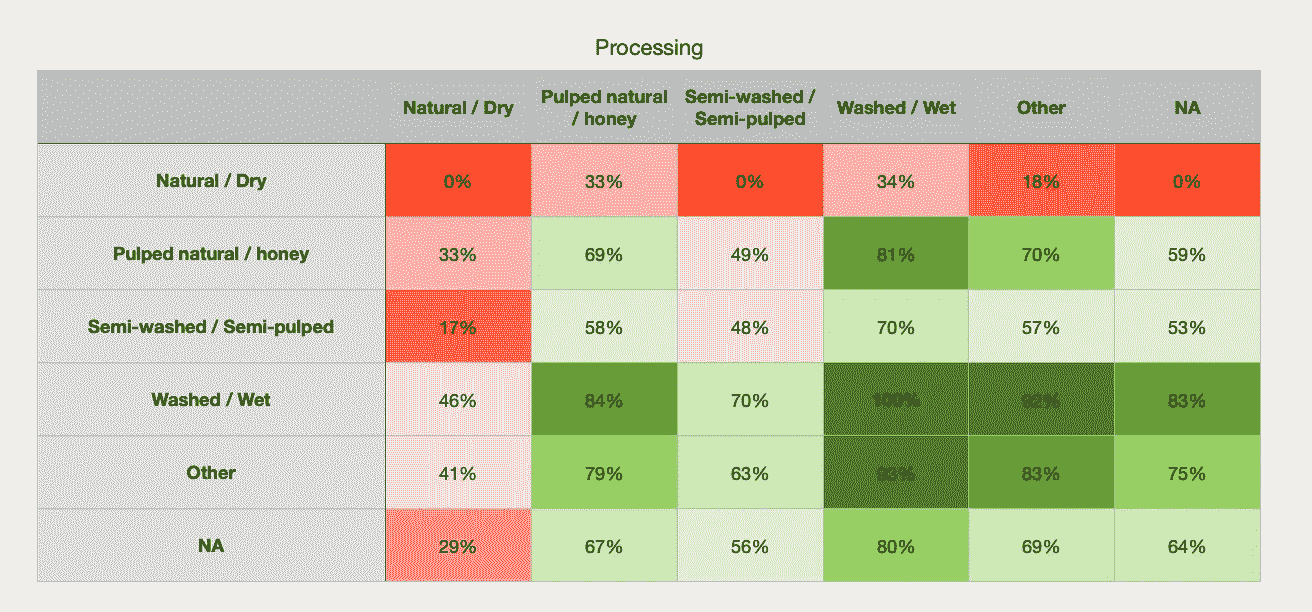 Processing
Natural / Dry
Pulped natural
/ honey
Semi-washed /
Semi-pulped
Washed / Wet
Other
NA
Natural / Dry 0% 33% 0% 34% 18% 0%
Pulped natural / honey 33% 69% 49% 81% 70% 59%
Semi-washed / Semi-pulped 17% 58% 48% 70% 57% 53%
Washed / Wet 46% 84% 70% 100% 92% 83%
Other 41% 79% 63% 93% 83% 75%
NA 29% 67% 56% 80% 69% 64%